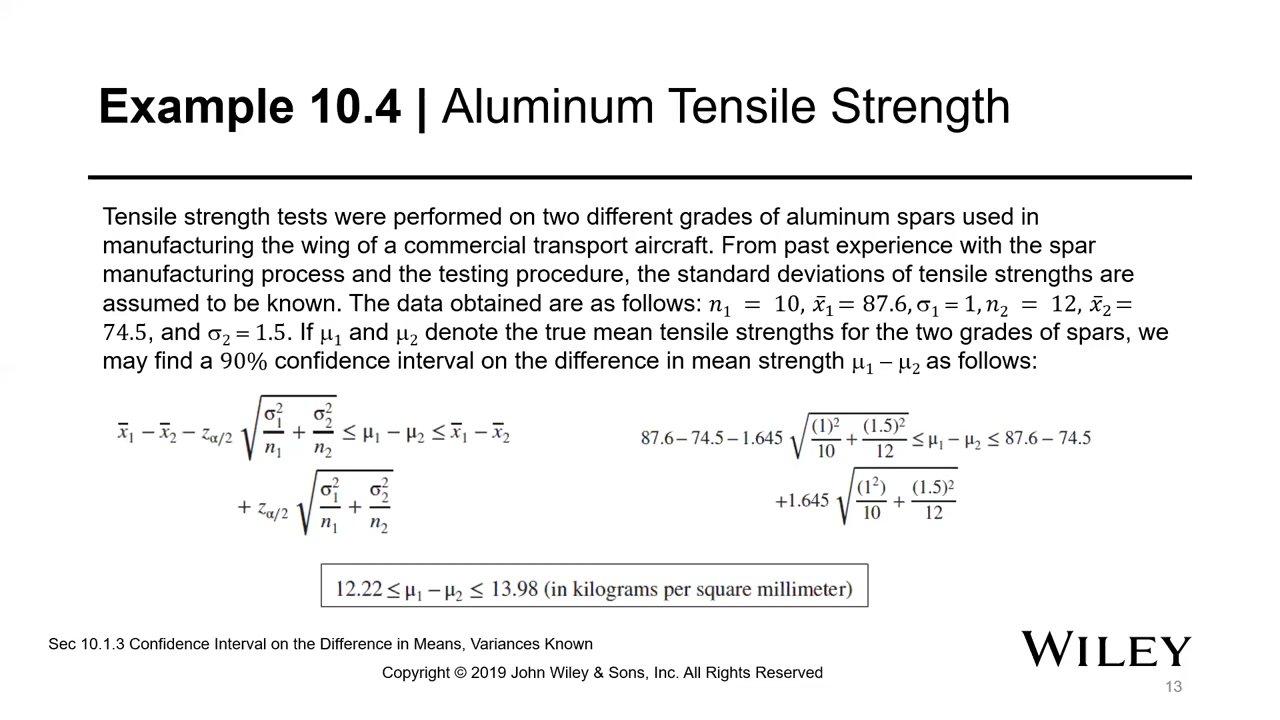 Example 10.4 | Aluminum Tensile Strength
Tensile strength tests were performed on two different grades of aluminum spars used in
manufacturing the wing of a commercial transport aircraft. From past experience with the spar
manufacturing process and the testing procedure, the standard deviations of tensile strengths are
assumed to be known. The data obtained are as follows: n₁ = 10, x̄₁ = 87.6, σ₁ = 1, n₂ = 12, x̄₂ =
74.5, and σ₂ = 1.5. If μ₁ and μ₂ denote the true mean tensile strengths for the two grades of spars, we
may find a 90% confidence interval on the difference in mean strength μ₁ – μ₂ as follows:
x̄₁ – x̄₂ – z_α/2 √(σ₁²/n₁ + σ₂²/n₂) ≤ μ₁ – μ₂ ≤ x̄₁ – x̄₂
+ z_α/2 √(σ₁²/n₁ + σ₂²/n₂)
87.6 – 74.5 – 1.645 √((1)²/10 + (1.5)²/12) ≤ μ₁ – μ₂ ≤ 87.6 – 74.5
+1.645 √((1²)/10 + (1.5)²/12)
12.22 ≤ μ₁ – μ₂ ≤ 13.98 (in kilograms per square millimeter)
Sec 10.1.3 Confidence Interval on the Difference in Means, Variances Known
WILEY
Copyright © 2019 John Wiley & Sons, Inc. All Rights Reserved
13